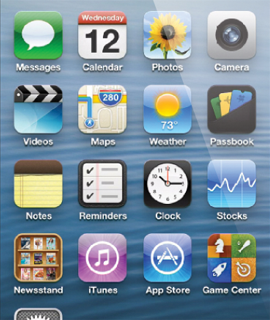 Wednesday
12
Messages Calendar Photos Camera
280
73°
Videos Maps Weather Passbook
Notes Reminders Clock Stocks
Newsstand iTunes App Store Game Center